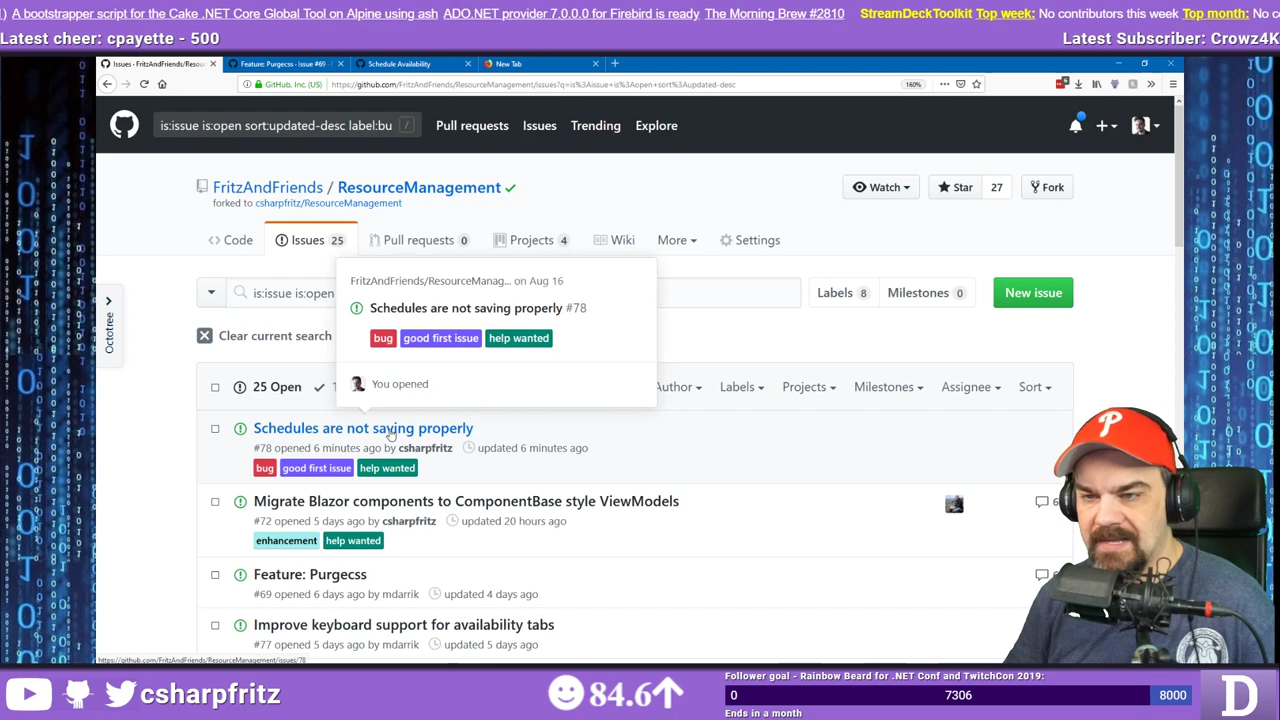 1) A bootstrapper script for the Cake .NET Core Global Tool on Alpine using ash ADO.NET provider 7.0.0.0 for Firebird is ready The Morning Brew #2810 StreamDeckToolkit Top week: No contributors this week Top month: No c
Latest cheer: cpayette - 500
Latest Subscriber: Crowz4K
Issues · FritzAndFriends/Resou
Feature: Purgecss · Issue #69 ·
Schedule Availability
New Tab
GitHub, Inc. (US)
https://github.com/FritzAndFriends/ResourceManagement/issues?q=is%3Aissue+is%3Aopen+sort%3Aupdated-desc
160%
is:issue is:open sort:updated-desc label:bu /
Pull requests Issues Trending Explore
FritzAndFriends / ResourceManagement
forked to csharpfritz/ResourceManagement
Watch Star 27 Fork
Code Issues 25 Pull requests 0 Projects 4 Wiki More Settings
FritzAndFriends/ResourceManag... on Aug 16
Schedules are not saving properly #78
bug good first issue help wanted
You opened
is:issue is:open
Labels 8 Milestones 0 New issue
Octotree
Clear current search
25 Open
Author Labels Projects Milestones Assignee Sort
Schedules are not saving properly
#78 opened 6 minutes ago by csharpfritz updated 6 minutes ago
bug good first issue help wanted
Migrate Blazor components to ComponentBase style ViewModels
6
#72 opened 5 days ago by csharpfritz updated 20 hours ago
enhancement help wanted
Feature: Purgecss
#69 opened 6 days ago by mdarrik updated 4 days ago
Improve keyboard support for availability tabs
#77 opened 5 days ago by mdarrik updated 5 days ago
https://github.com/FritzAndFriends/ResourceManagement/issues/78
csharpfritz
84.6
Follower goal - Rainbow Beard for .NET Conf and TwitchCon 2019:
0 7306 8000
Ends in a month